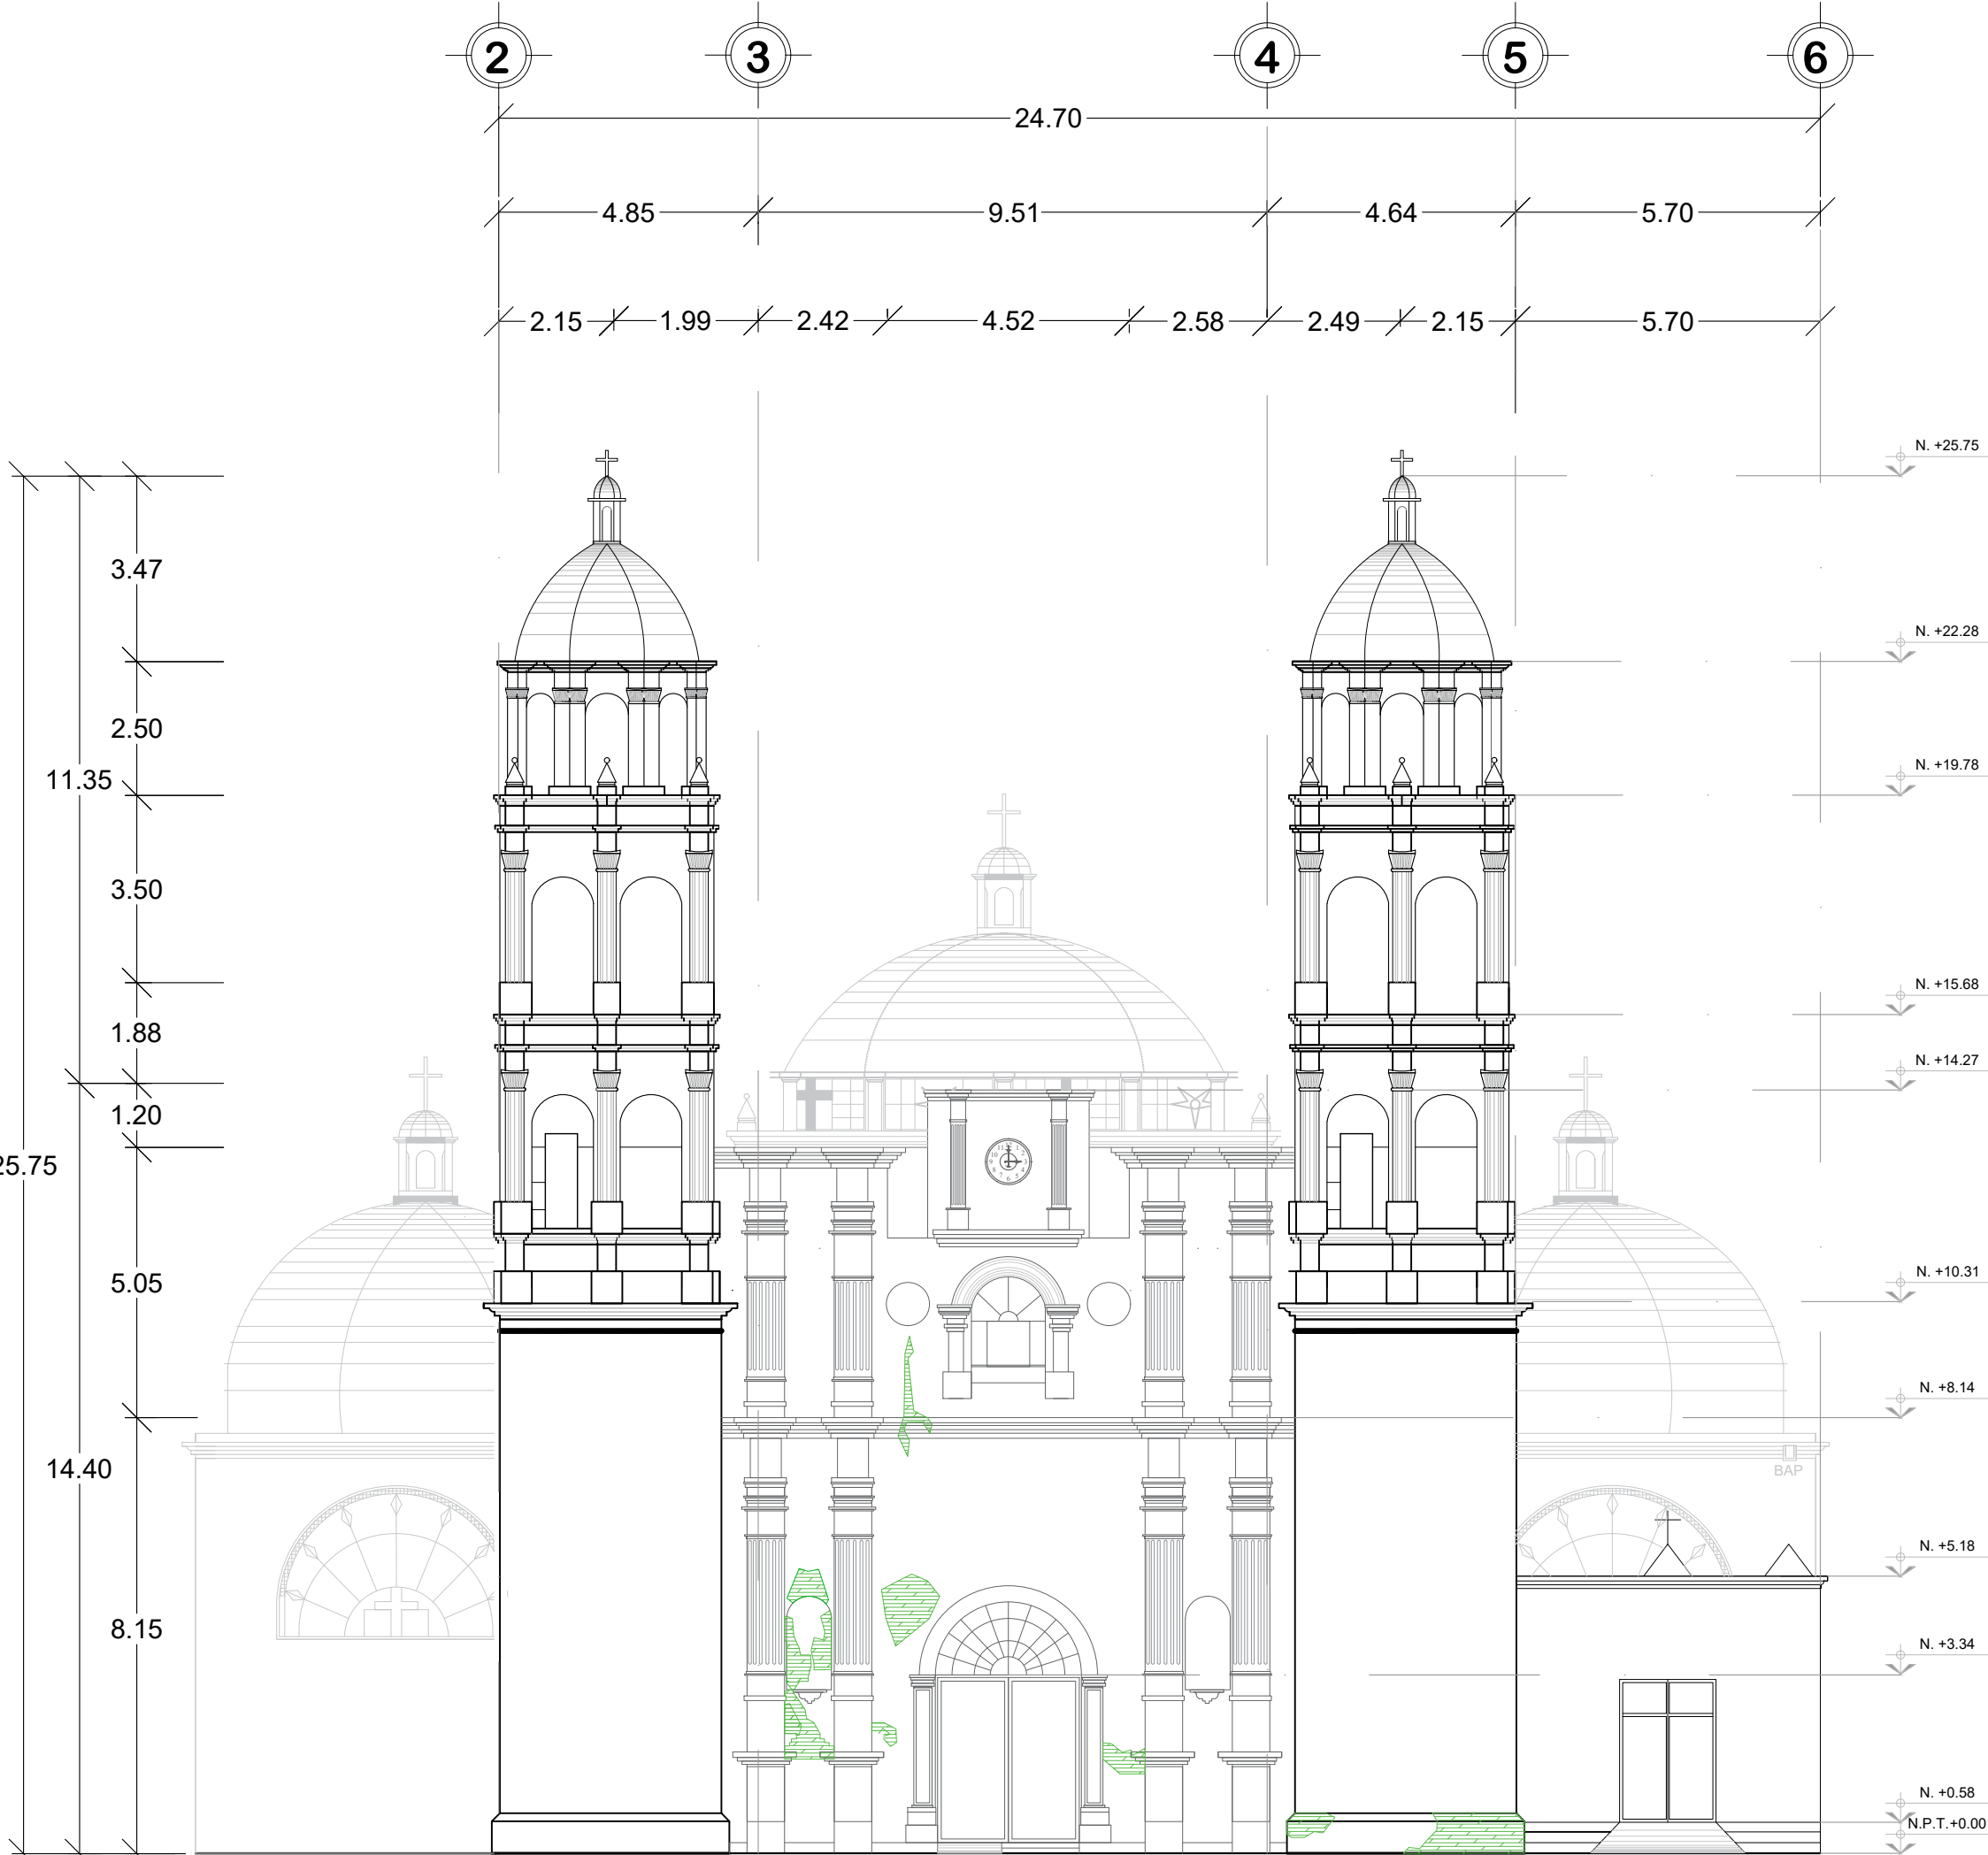 2 3 4 5 6
24.70
4.85 9.51 4.64 5.70
2.15 1.99 2.42 4.52 2.58 2.49 2.15 5.70
N. +25.75
3.47
N. +22.28
2.50
N. +19.78
11.35
3.50
N. +15.68
1.88
N. +14.27
1.20
25.75
N. +10.31
5.05
N. +8.14
14.40
BAP
N. +5.18
8.15
N. +3.34
N. +0.58
N.P.T.+0.00